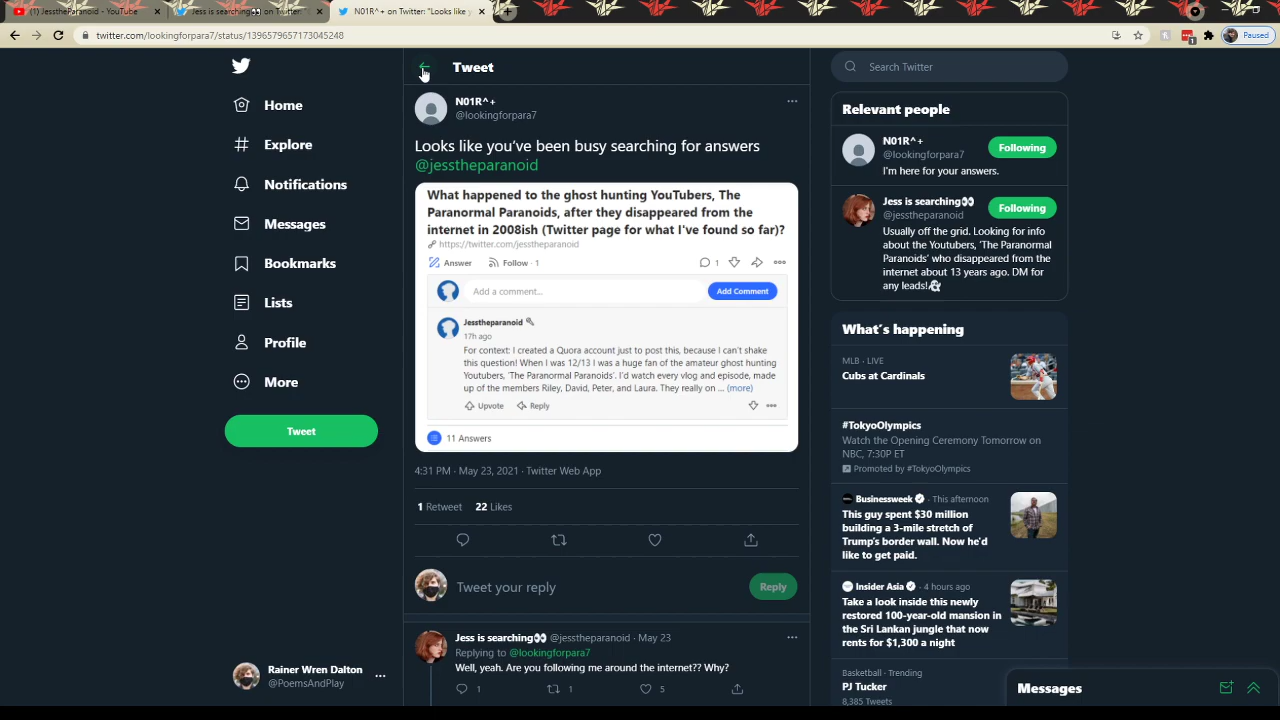 (1) JesstheParanoid - YouTube
Jess is searching👀 on Twitter: "
N01R^+ on Twitter: "Looks like y
twitter.com/lookingforpara7/status/1396579657173045248
Paused
Home
Explore
Notifications
Messages
Bookmarks
Lists
Profile
More
Tweet
Rainer Wren Dalton
@PoemsAndPlay
Tweet
N01R^+
@lookingforpara7
Looks like you've been busy searching for answers
@jesstheparanoid
What happened to the ghost hunting YouTubers, The
Paranormal Paranoids, after they disappeared from the
internet in 2008ish (Twitter page for what I've found so far)?
https://twitter.com/jesstheparanoid
Answer Follow · 1 1
Add a comment... Add Comment
Jesstheparanoid
17h ago
For context: I created a Quora account just to post this, because I can't shake
this question! When I was 12/13 I was a huge fan of the amateur ghost hunting
Youtubers, 'The Paranormal Paranoids'. I'd watch every vlog and episode, made
up of the members Riley, David, Peter, and Laura. They really on ... (more)
Upvote Reply
11 Answers
4:31 PM · May 23, 2021 · Twitter Web App
1 Retweet 22 Likes
Tweet your reply Reply
Jess is searching👀 @jesstheparanoid · May 23
Replying to @lookingforpara7
Well, yeah. Are you following me around the internet?? Why?
1 1 5
Search Twitter
Relevant people
N01R^+
@lookingforpara7
Following
I'm here for your answers.
Jess is searching👀
@jesstheparanoid
Following
Usually off the grid. Looking for info
about the Youtubers, 'The Paranormal
Paranoids' who disappeared from the
internet about 13 years ago. DM for
any leads!👻
What's happening
MLB · LIVE
Cubs at Cardinals
#TokyoOlympics
Watch the Opening Ceremony Tomorrow on
NBC, 7:30P ET
Promoted by #TokyoOlympics
Businessweek · This afternoon
This guy spent $30 million
building a 3-mile stretch of
Trump's border wall. Now he'd
like to get paid.
Insider Asia · 4 hours ago
Take a look inside this newly
restored 100-year-old mansion in
the Sri Lankan jungle that now
rents for $1,300 a night
Basketball · Trending
PJ Tucker
8,385 Tweets
Messages